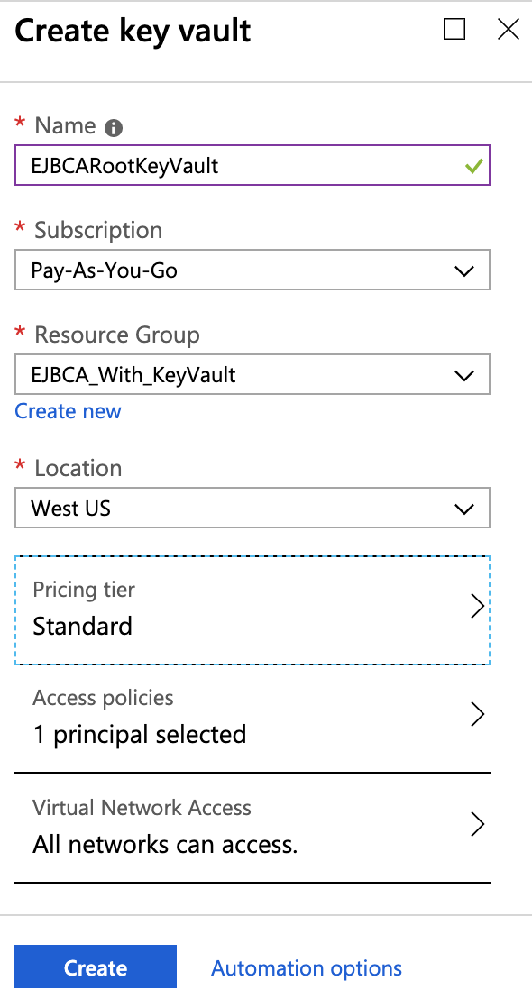 Create key vault
* Name
EJBCARootKeyVault
* Subscription
Pay-As-You-Go
* Resource Group
EJBCA_With_KeyVault
Create new
* Location
West US
Pricing tier
Standard
Access policies
1 principal selected
Virtual Network Access
All networks can access.
Create Automation options